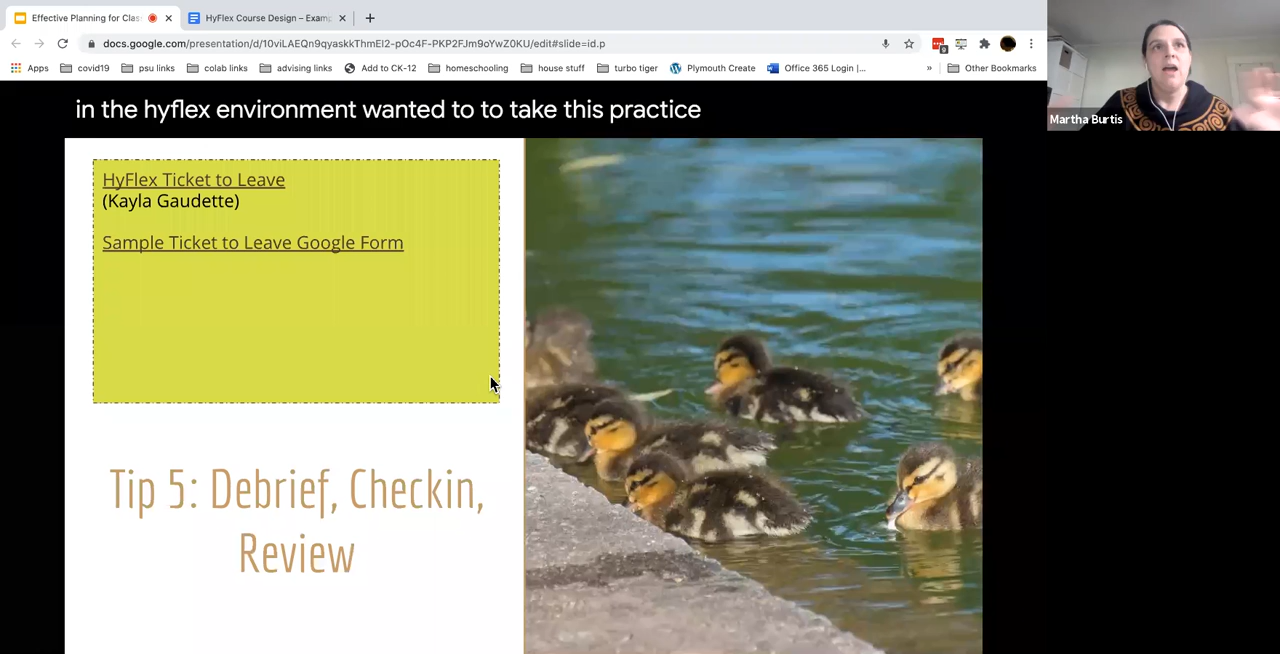 Effective Planning for Clas
HyFlex Course Design – Examp
docs.google.com/presentation/d/10viLAEQn9qyaskkThmEl2-pOc4F-PKP2FJm9oYwZ0KU/edit#slide=id.p
9
Apps
covid19
psu links
colab links
advising links
Add to CK-12
homeschooling
house stuff
turbo tiger
Plymouth Create
Office 365 Login |...
»
Other Bookmarks
Martha Burtis
in the hyflex environment wanted to to take this practice
HyFlex Ticket to Leave
(Kayla Gaudette)
Sample Ticket to Leave Google Form
Tip 5: Debrief, Checkin,
Review